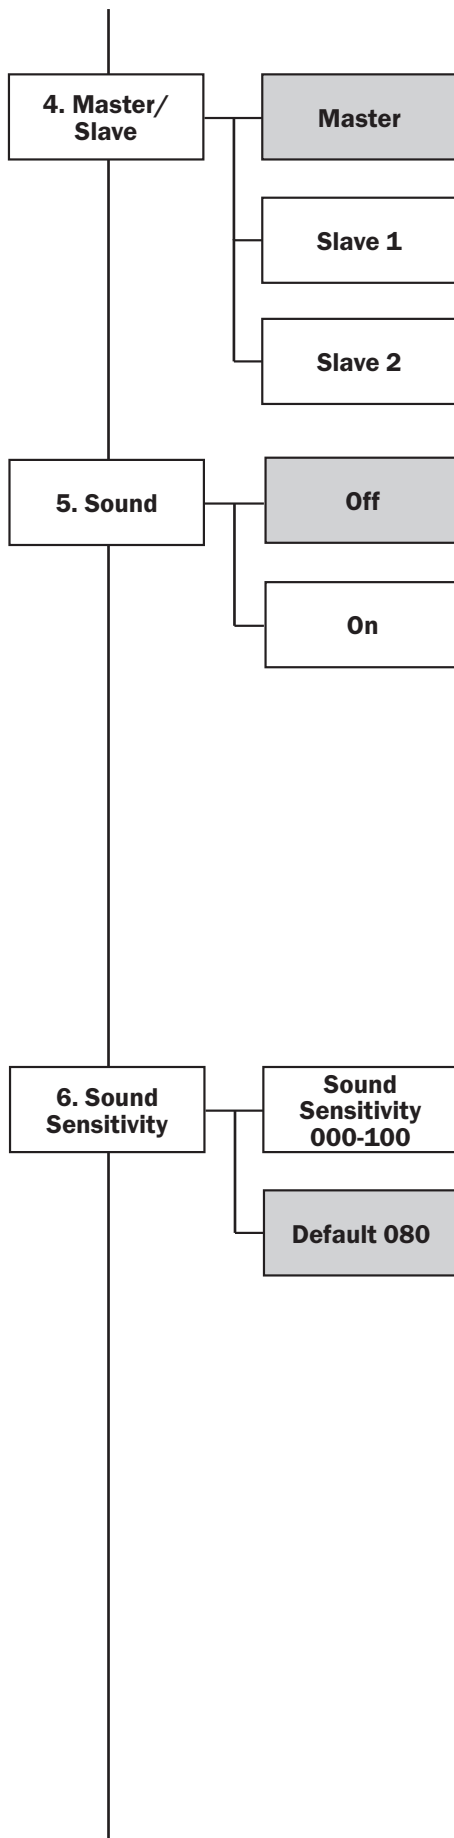 4. Master/
Slave
Master
Slave 1
Slave 2
5. Sound
Off
On
6. Sound
Sensitivity
Sound
Sensitivity
000-100
Default 080